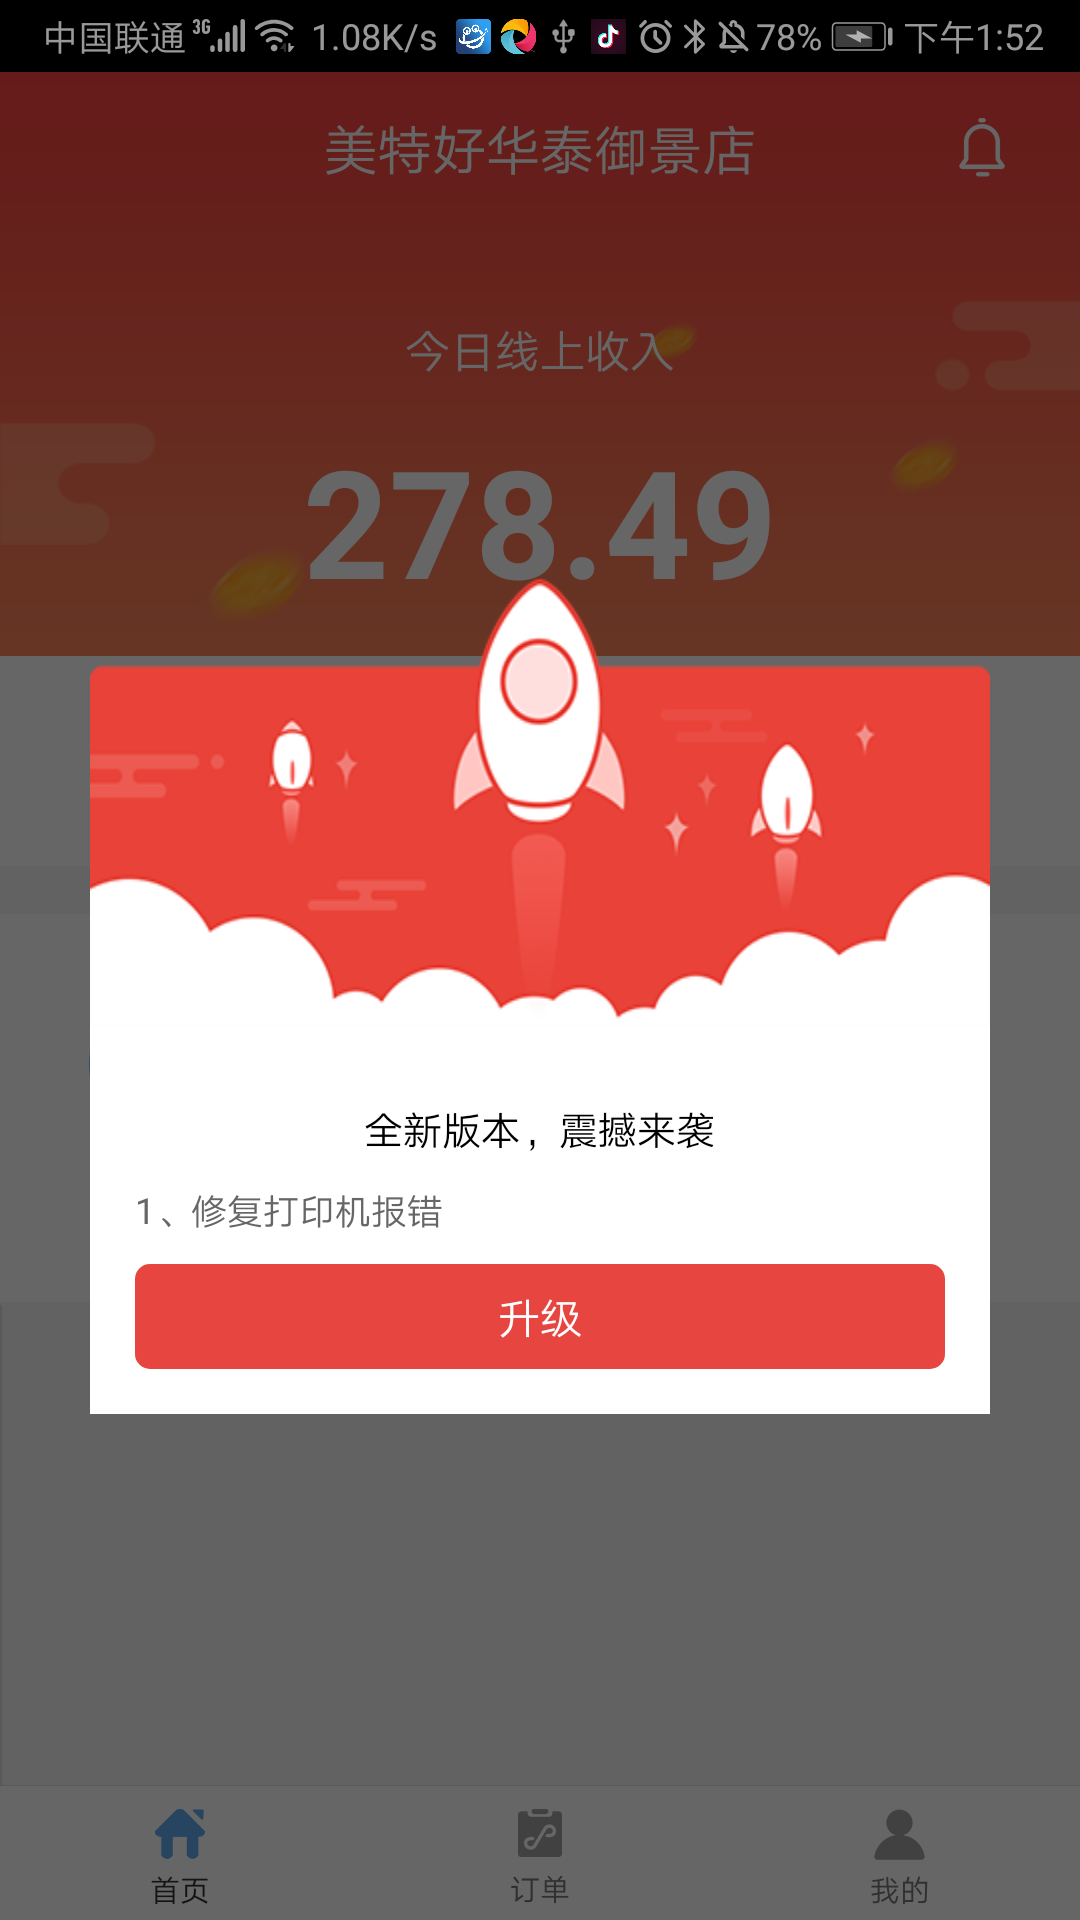 中国联通 3G 1.08K/s 78% 下午1:52
美特好华泰御景店
今日线上收入
278.49
全新版本，震撼来袭
1、修复打印机报错
升级
首页 订单 我的